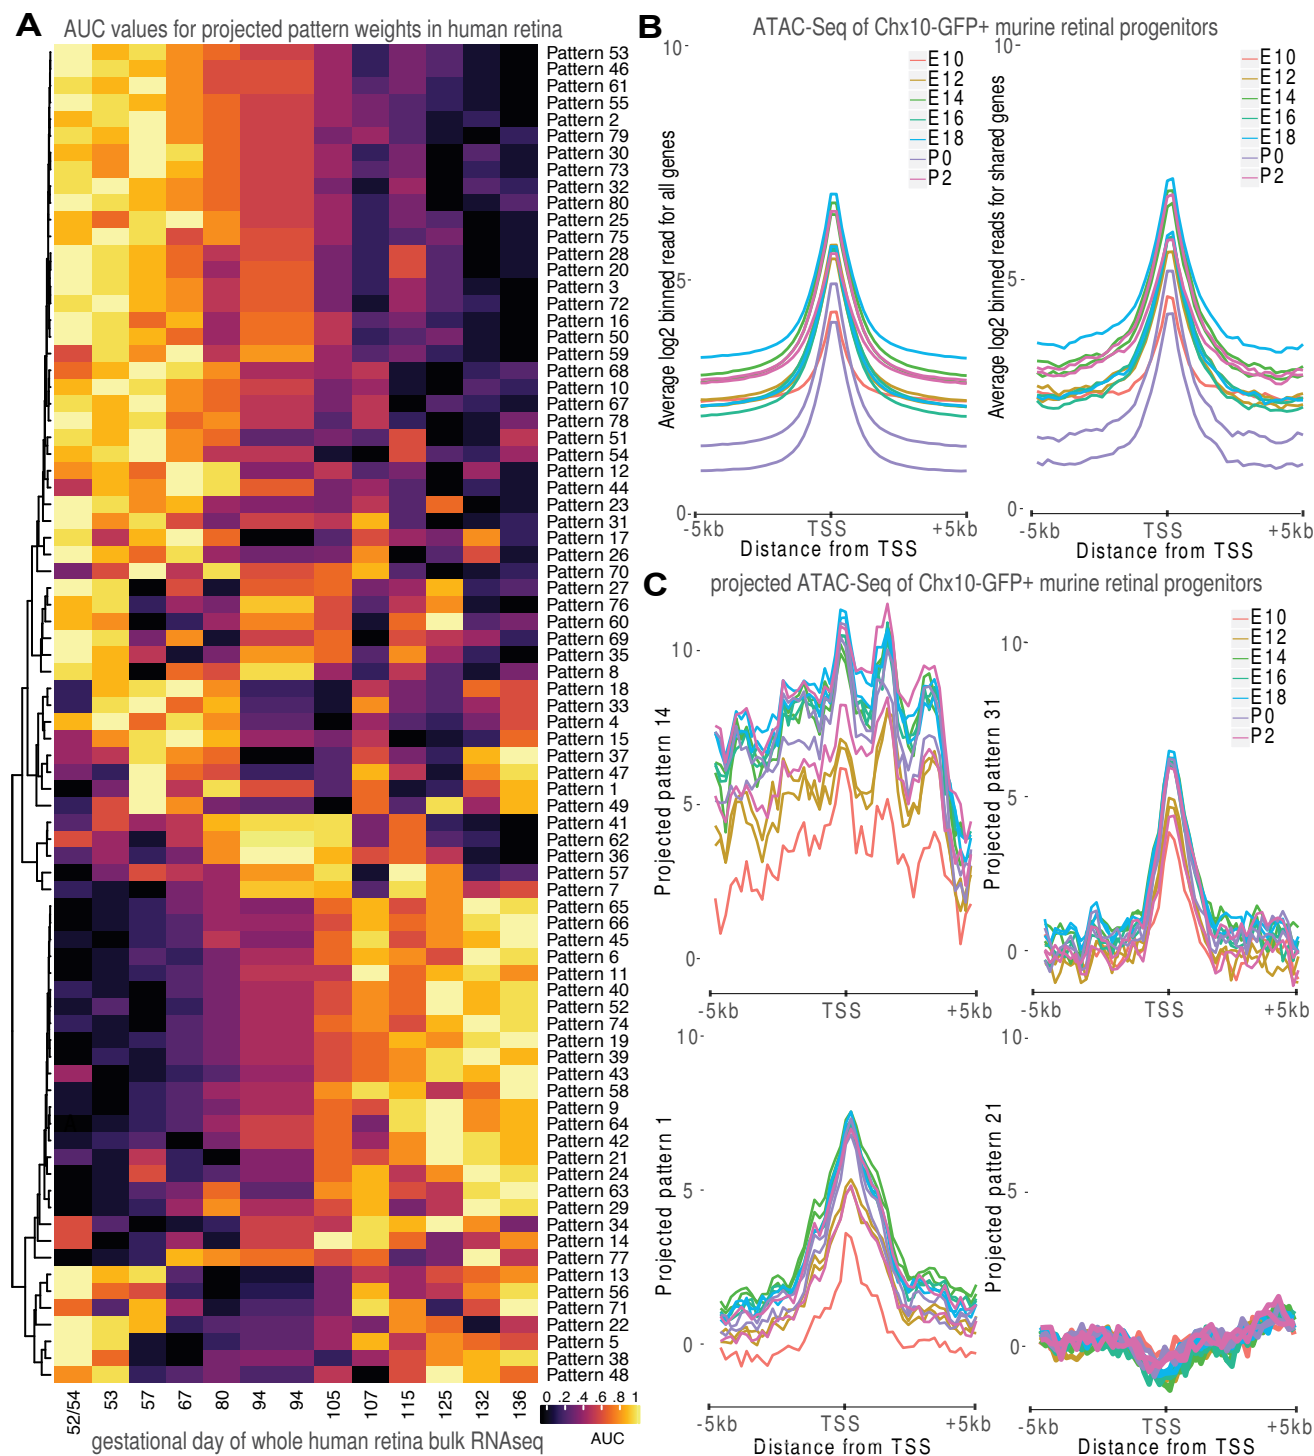 A
AUC values for projected pattern weights in human retina
Pattern 53
Pattern 46
Pattern 61
Pattern 55
Pattern 2
Pattern 79
Pattern 30
Pattern 73
Pattern 32
Pattern 80
Pattern 25
Pattern 75
Pattern 28
Pattern 20
Pattern 3
Pattern 72
Pattern 16
Pattern 50
Pattern 59
Pattern 68
Pattern 10
Pattern 67
Pattern 78
Pattern 51
Pattern 54
Pattern 12
Pattern 44
Pattern 23
Pattern 31
Pattern 17
Pattern 26
Pattern 70
Pattern 27
Pattern 76
Pattern 60
Pattern 69
Pattern 35
Pattern 8
Pattern 18
Pattern 33
Pattern 4
Pattern 15
Pattern 37
Pattern 47
Pattern 1
Pattern 49
Pattern 41
Pattern 62
Pattern 36
Pattern 57
Pattern 7
Pattern 65
Pattern 66
Pattern 45
Pattern 6
Pattern 11
Pattern 40
Pattern 52
Pattern 74
Pattern 19
Pattern 39
Pattern 43
Pattern 58
Pattern 9
Pattern 64
Pattern 42
Pattern 21
Pattern 24
Pattern 63
Pattern 29
Pattern 34
Pattern 14
Pattern 77
Pattern 13
Pattern 56
Pattern 71
Pattern 22
Pattern 5
Pattern 38
Pattern 48
52/54 53 57 67 80 94 94 105 107 115 125 132 136
0 .2 .4 .6 .8 1
AUC
gestational day of whole human retina bulk RNAseq
B
ATAC-Seq of Chx10-GFP+ murine retinal progenitors
Average log2 binned read for all genes
10-
5-
0-
E10
E12
E14
E16
E18
P0
P2
-5kb TSS +5kb
Distance from TSS
Average log2 binned reads for shared genes
10-
5-
0-
E10
E12
E14
E16
E18
P0
P2
-5kb TSS +5kb
Distance from TSS
C
projected ATAC-Seq of Chx10-GFP+ murine retinal progenitors
Projected pattern 14
10-
5-
0-
-5kb TSS +5kb
Projected pattern 31
10-
5-
0-
E10
E12
E14
E16
E18
P0
P2
-5kb TSS +5kb
Projected pattern 1
10-
5-
0-
-5kb TSS +5kb
Distance from TSS
Projected pattern 21
10-
5-
0-
-5kb TSS +5kb
Distance from TSS